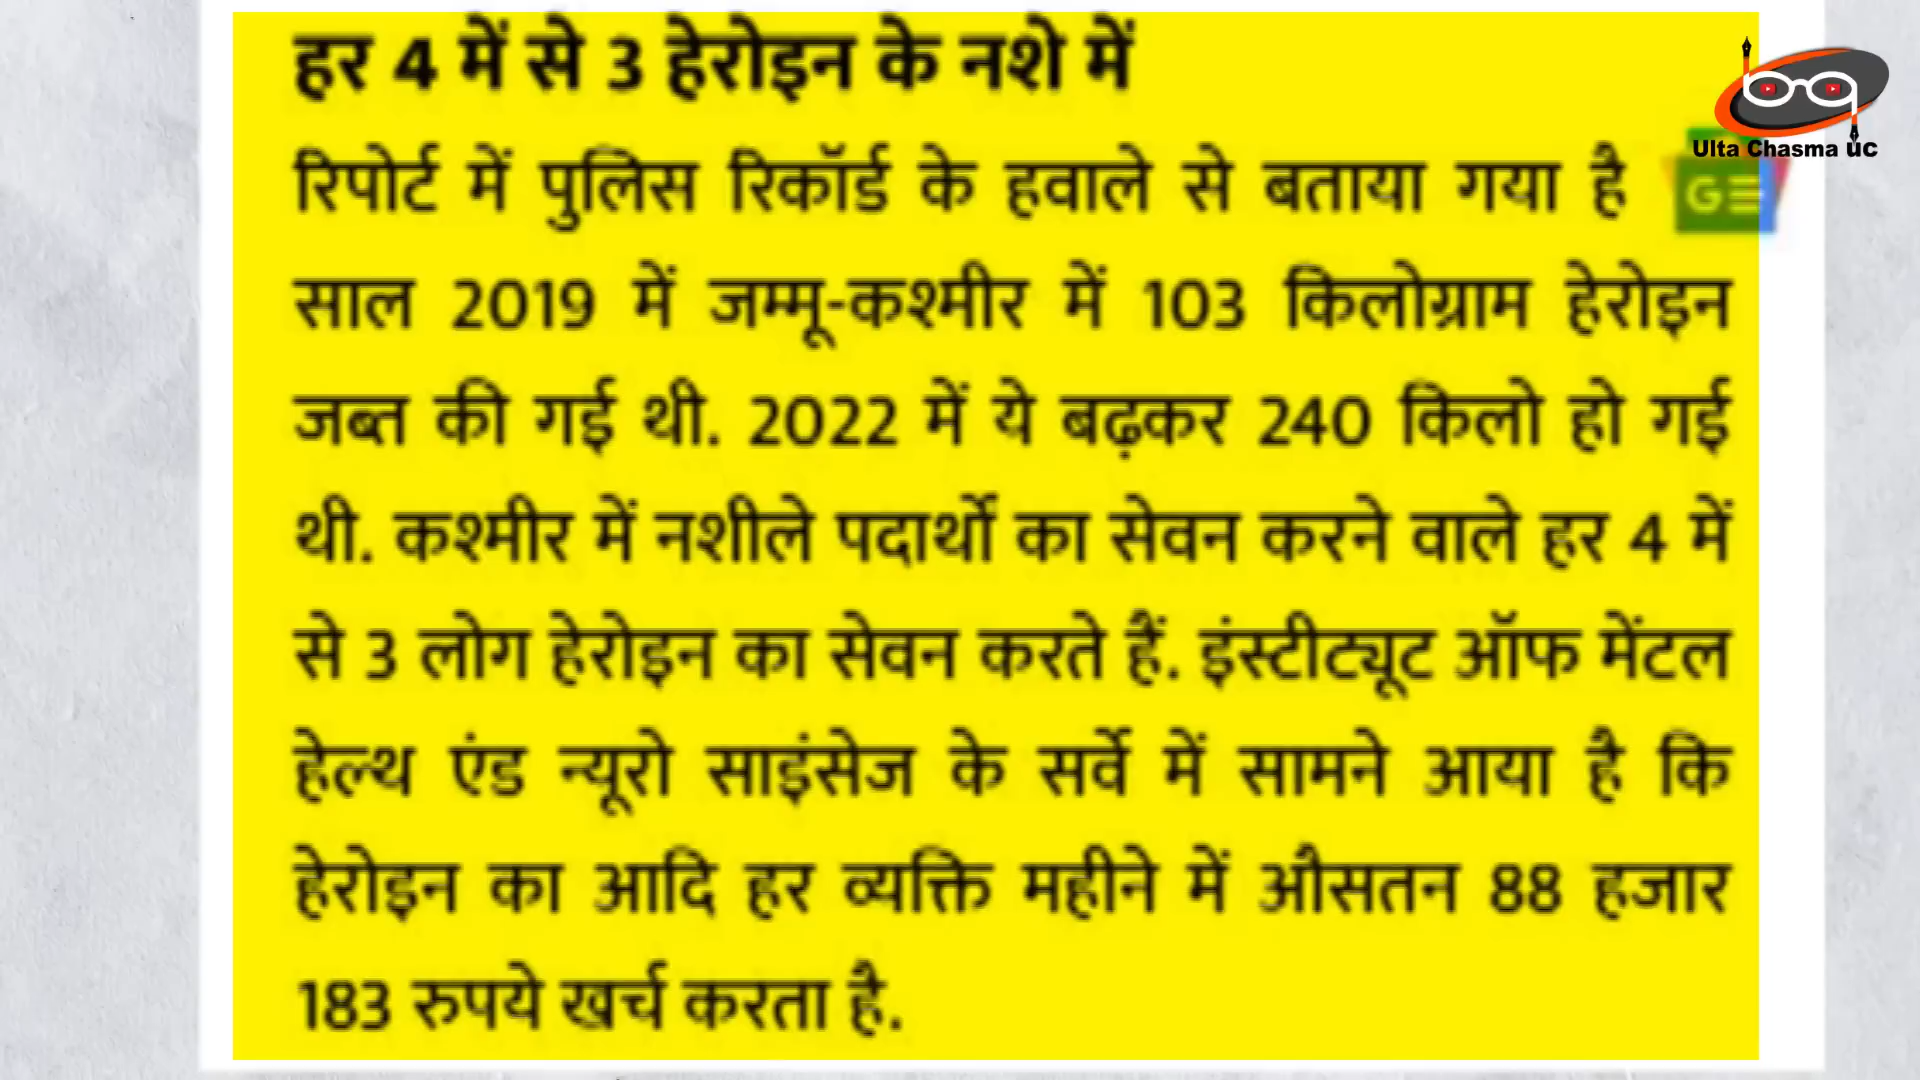 हर 4 में से 3 हेरोइन के नशे में
रिपोर्ट में पुलिस रिकॉर्ड के हवाले से बताया गया है
साल 2019 में जम्मू-कश्मीर में 103 किलोग्राम हेरोइन
जब्त की गई थी. 2022 में ये बढ़कर 240 किलो हो गई
थी. कश्मीर में नशीले पदार्थो का सेवन करने वाले हर 4 में
से 3 लोग हेरोइन का सेवन करते हैं. इंस्टीट्यूट ऑफ मेंटल
हेल्थ एंड न्यूरो साइंसेज के सर्वे में सामने आया है कि
हेरोइन का आदि हर व्यक्ति महीने में औसतन 88 हजार
183 रुपये खर्च करता है.
Ulta Chasma uc
G